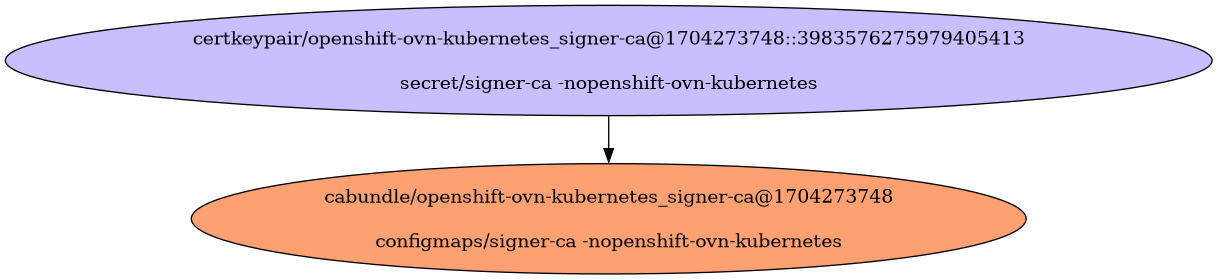 certkeypair/openshift-ovn-kubernetes_signer-ca@1704273748::3983576275979405413
secret/signer-ca -nopenshift-ovn-kubernetes
cabundle/openshift-ovn-kubernetes_signer-ca@1704273748
configmaps/signer-ca -nopenshift-ovn-kubernetes